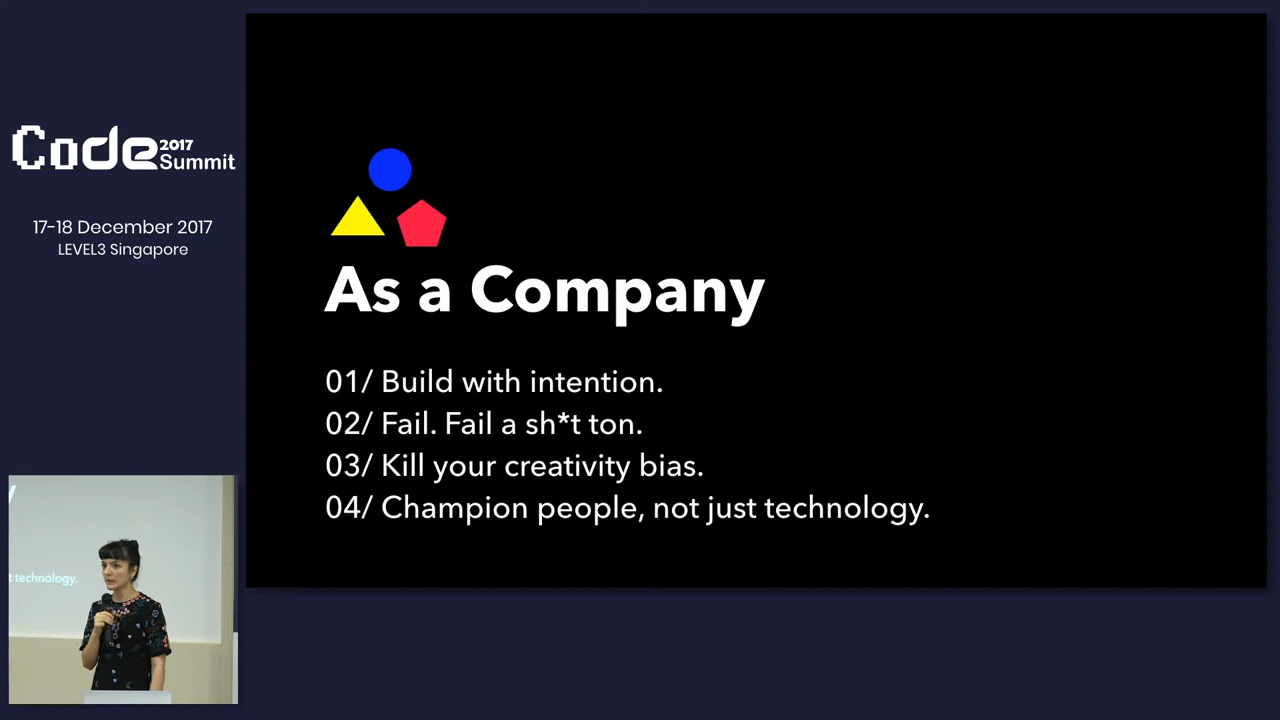 Code 2017 Summit
17-18 December 2017
LEVEL3 Singapore
As a Company
01/ Build with intention.
02/ Fail. Fail a sh*t ton.
03/ Kill your creativity bias.
04/ Champion people, not just technology.
t technology.